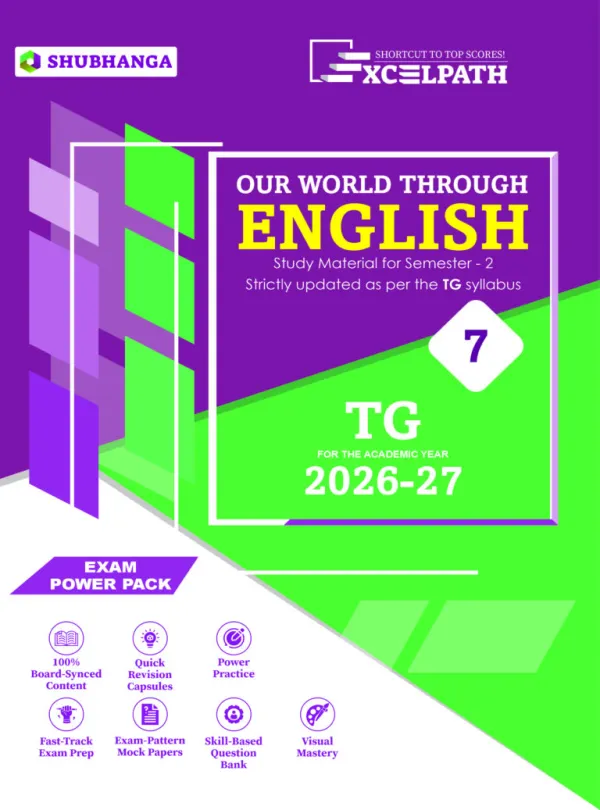 SHUBHANGA
SHORTCUT TO TOP SCORES!
EXCELPATH
OUR WORLD THROUGH
ENGLISH
Study Material for Semester - 2
Strictly updated as per the TG syllabus
7
TG
FOR THE ACADEMIC YEAR
2026-27
EXAM
POWER PACK
100%
Board-Synced
Content
Quick
Revision
Capsules
Power
Practice
Fast-Track
Exam Prep
Exam-Pattern
Mock Papers
Skill-Based
Question
Bank
Visual
Mastery